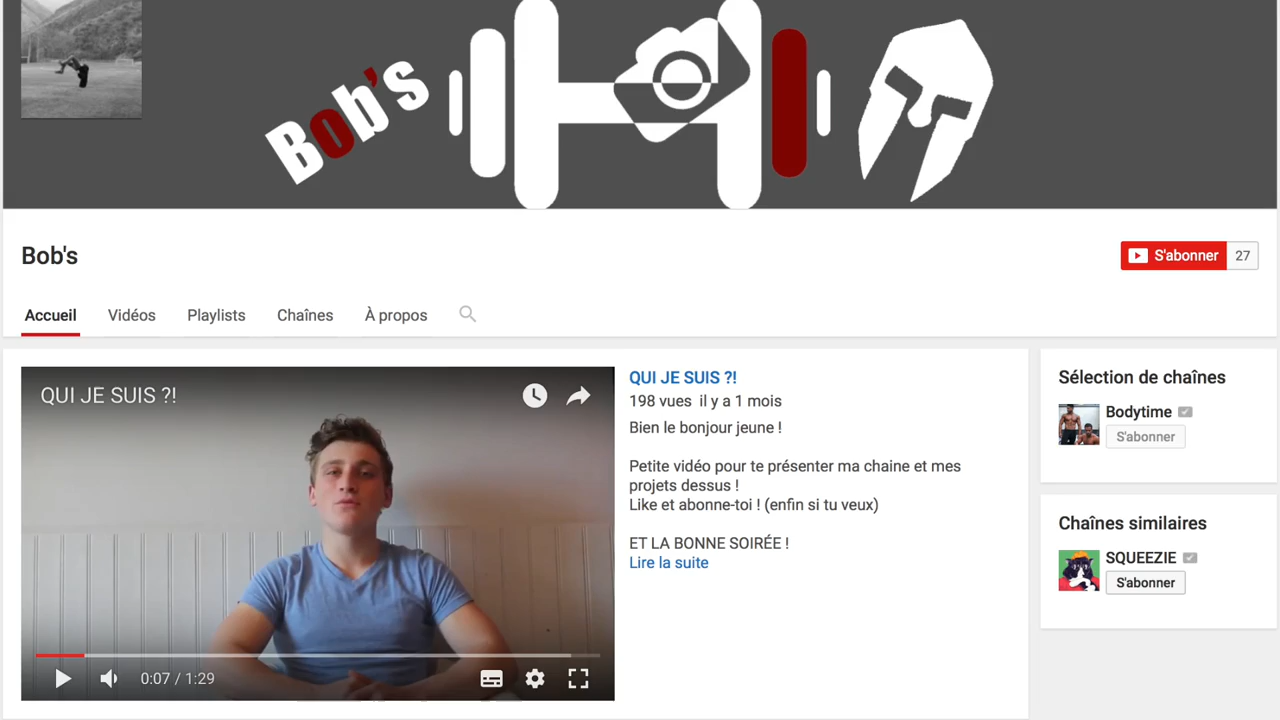 Bob's
Bob's
S'abonner 27
Accueil Vidéos Playlists Chaînes À propos
QUI JE SUIS ?!
0:07 / 1:29
QUI JE SUIS ?!
198 vues il y a 1 mois
Bien le bonjour jeune !
Petite vidéo pour te présenter ma chaine et mes
projets dessus !
Like et abonne-toi ! (enfin si tu veux)
ET LA BONNE SOIRÉE !
Lire la suite
Sélection de chaînes
Bodytime
S'abonner
Chaînes similaires
SQUEEZIE
S'abonner